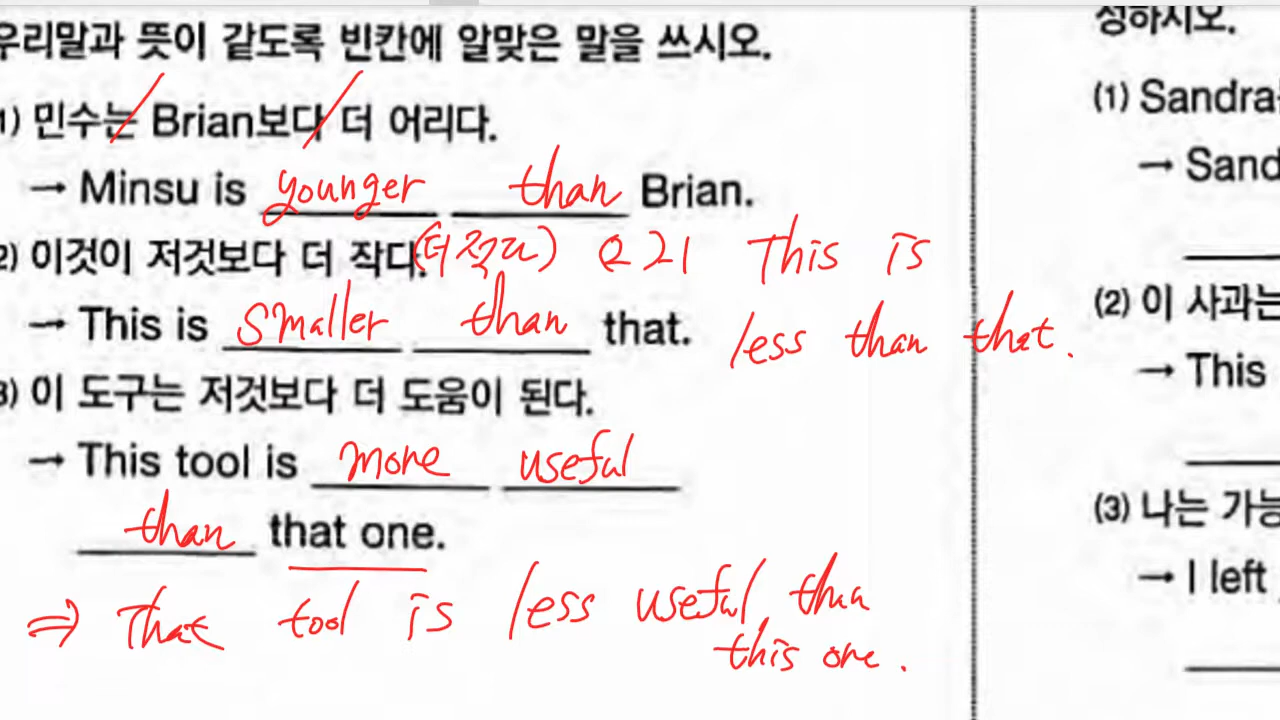 우리말과 뜻이 같도록 빈칸에 알맞은 말을 쓰시오.
1) 민수는 Brian보다 더 어리다.
→ Minsu is younger than Brian.
2) 이것이 저것보다 더 작다. (더 적다) This is
→ This is smaller than that. less than that.
3) 이 도구는 저것보다 더 도움이 된다.
→ This tool is more useful
than that one.
⇒ That tool is less useful than
this one.
성하시오.
(1) Sandra
→ Sand
(2) 이 사과는
→ This
(3) 나는 가능
→ I left